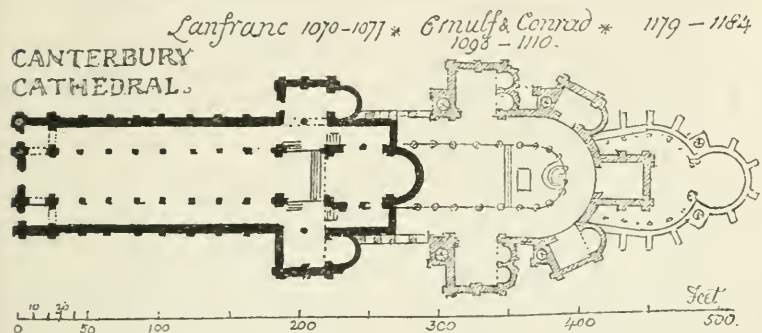 Lanfranc 1070-1077 * Ernulf & Conrad * 1179 – 1184
1096 – 1110.
CANTERBURY
CATHEDRAL.
Feet
0 10 20 50 100 200 300 400 500.